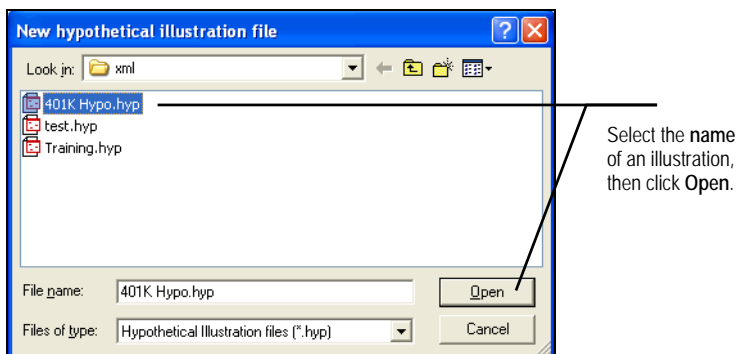 New hypothetical illustration file
Look in: xml
401K Hypo.hyp
test.hyp
Training.hyp
Select the name
of an illustration,
then click Open.
File name: 401K Hypo.hyp Open
Files of type: Hypothetical Illustration files (*.hyp) Cancel